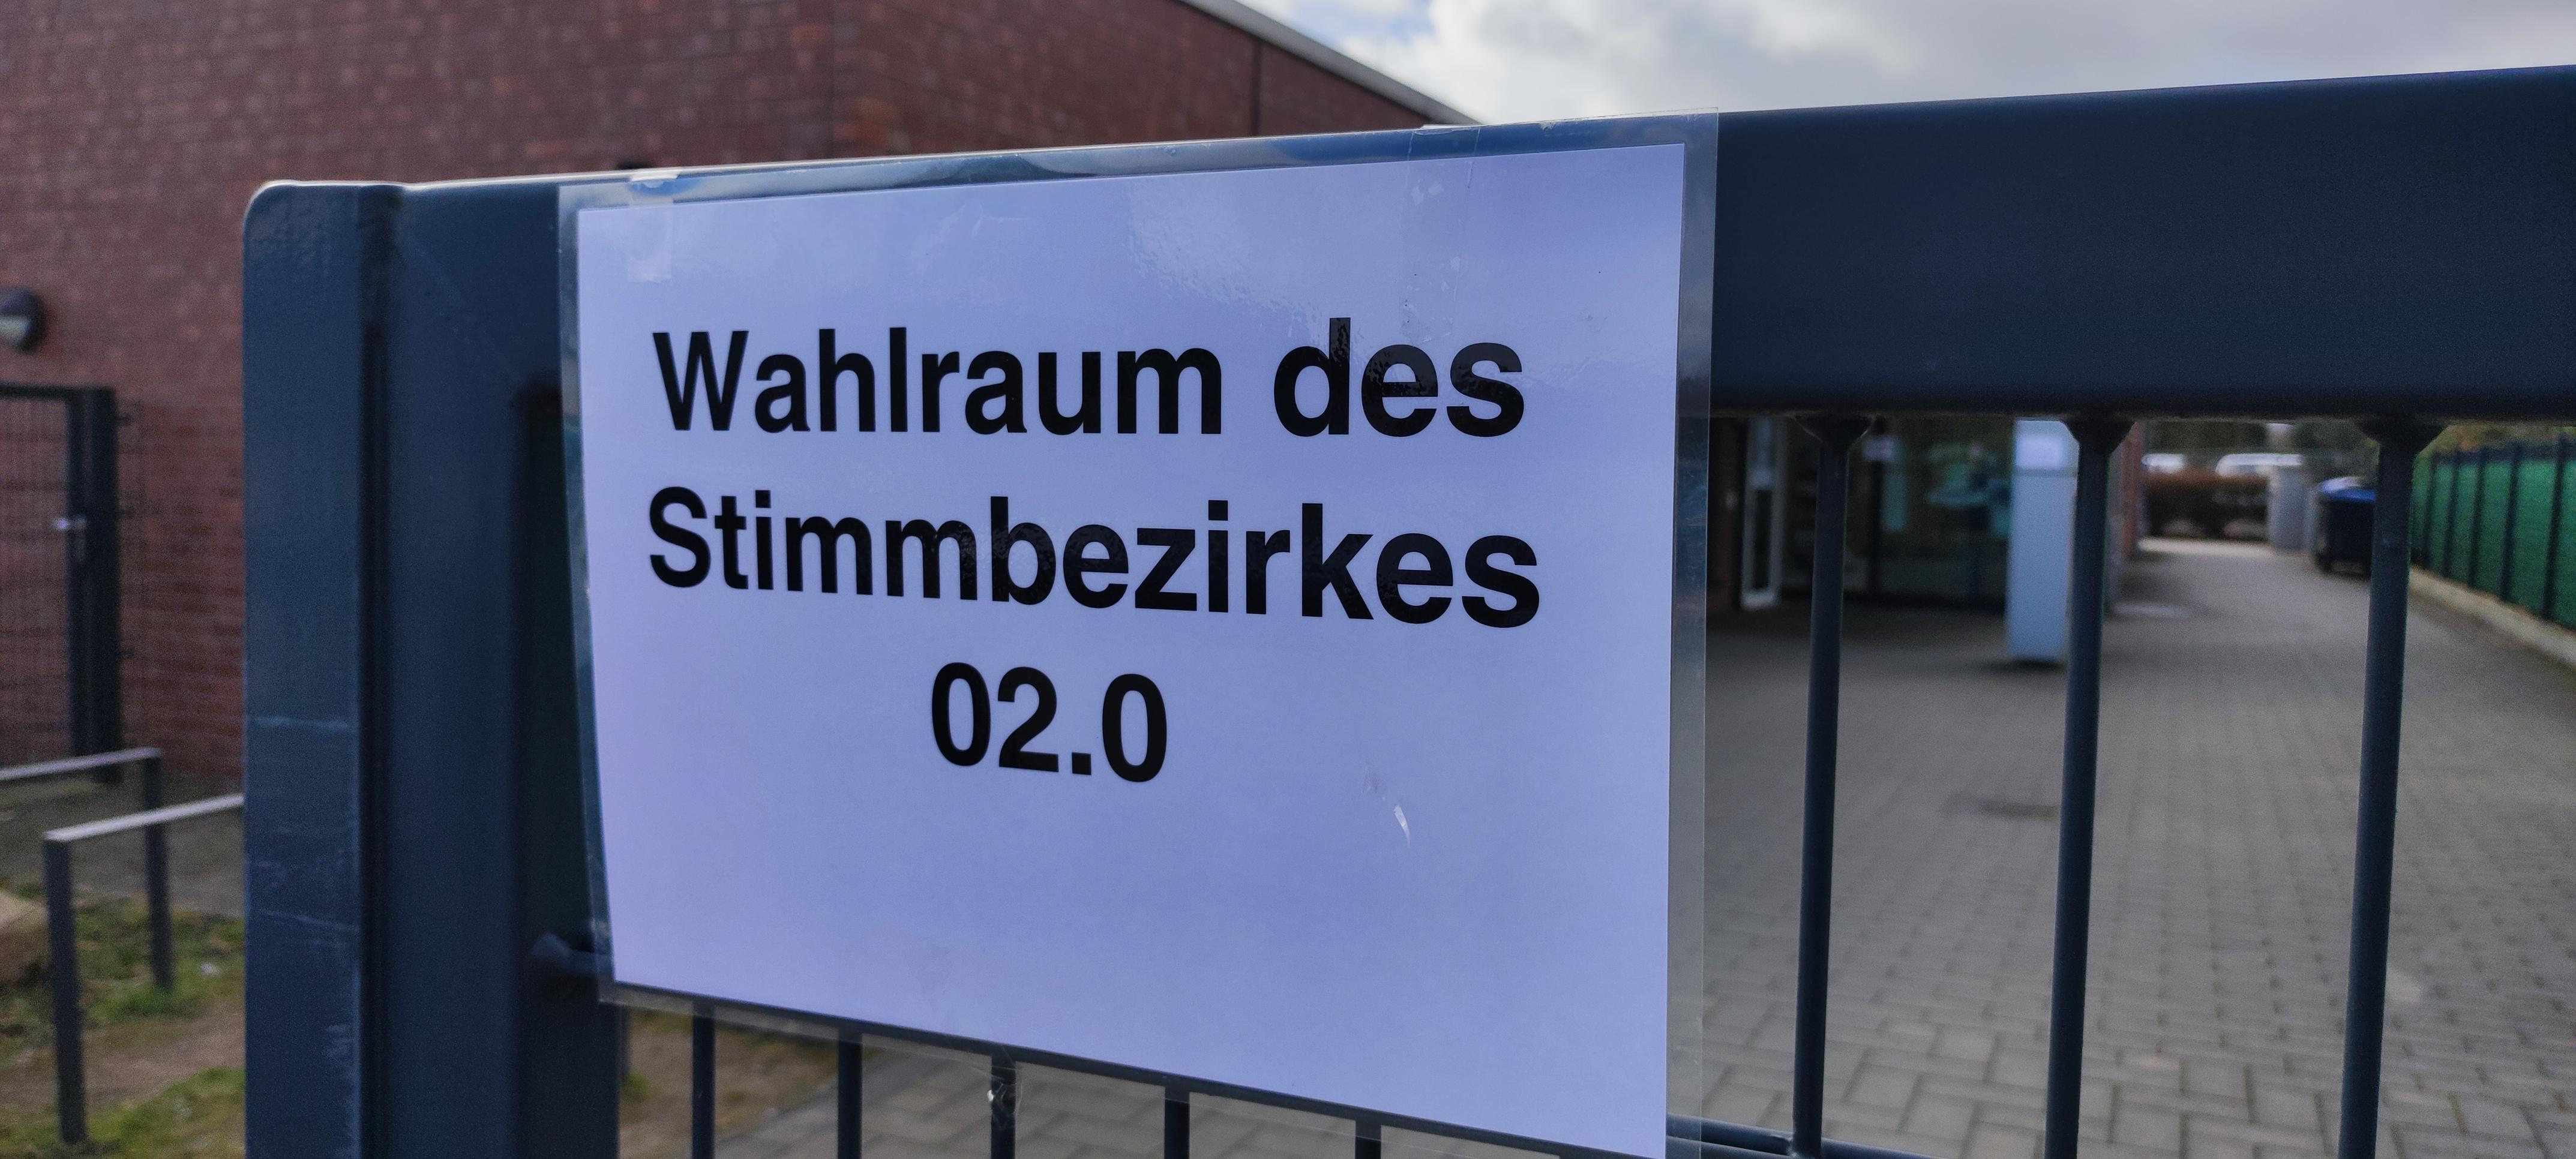 Wahlraum des
Stimmbezirkes
02.0